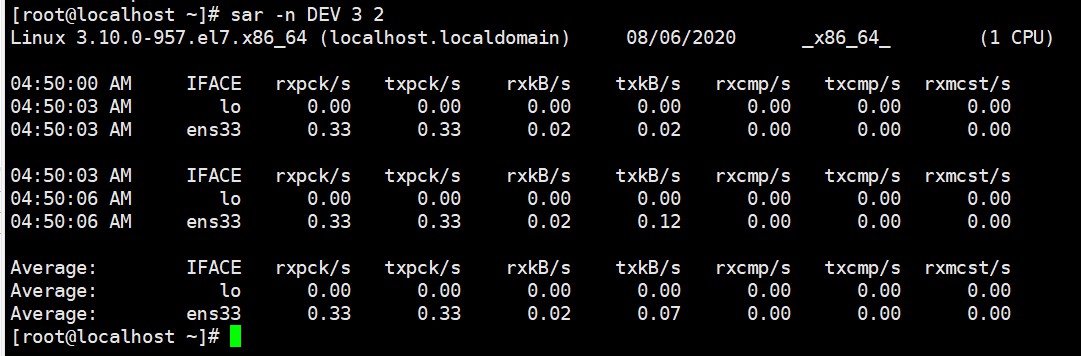 [root@localhost ~]# sar -n DEV 3 2
Linux 3.10.0-957.el7.x86_64 (localhost.localdomain) 08/06/2020 _x86_64_ (1 CPU)
04:50:00 AM IFACE rxpck/s txpck/s rxkB/s txkB/s rxcmp/s txcmp/s rxmcst/s
04:50:03 AM lo 0.00 0.00 0.00 0.00 0.00 0.00 0.00
04:50:03 AM ens33 0.33 0.33 0.02 0.02 0.00 0.00 0.00
04:50:03 AM IFACE rxpck/s txpck/s rxkB/s txkB/s rxcmp/s txcmp/s rxmcst/s
04:50:06 AM lo 0.00 0.00 0.00 0.00 0.00 0.00 0.00
04:50:06 AM ens33 0.33 0.33 0.02 0.12 0.00 0.00 0.00
Average: IFACE rxpck/s txpck/s rxkB/s txkB/s rxcmp/s txcmp/s rxmcst/s
Average: lo 0.00 0.00 0.00 0.00 0.00 0.00 0.00
Average: ens33 0.33 0.33 0.02 0.07 0.00 0.00 0.00
[root@localhost ~]#